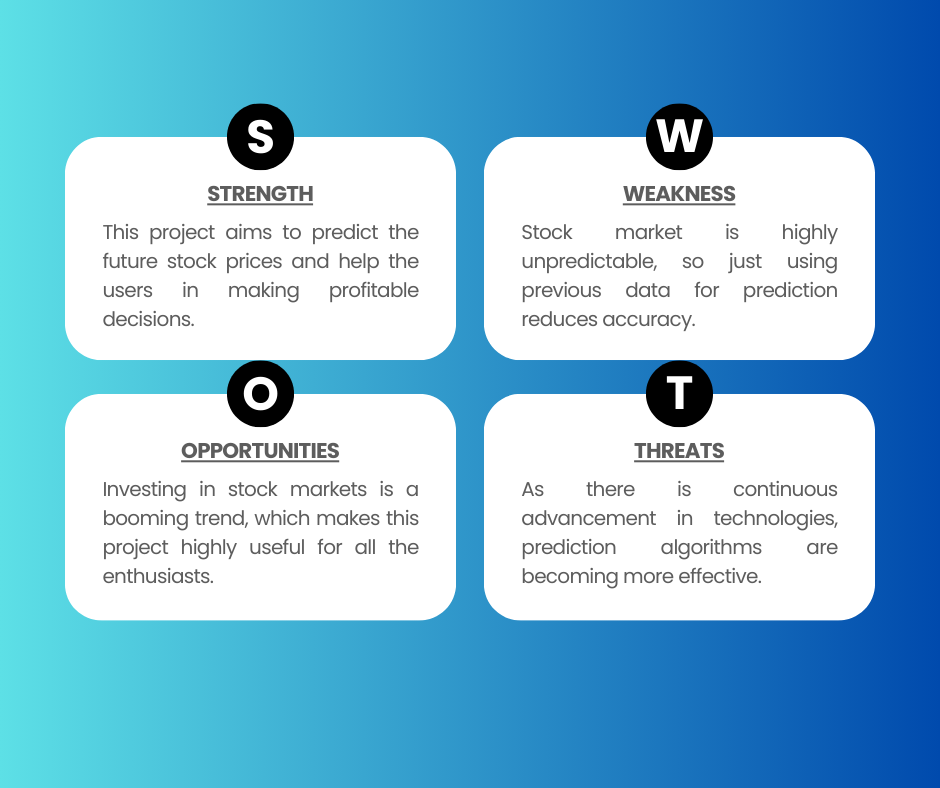 S
STRENGTH
This project aims to predict the
future stock prices and help the
users in making profitable
decisions.
W
WEAKNESS
Stock market is highly
unpredictable, so just using
previous data for prediction
reduces accuracy.
O
OPPORTUNITIES
Investing in stock markets is a
booming trend, which makes this
project highly useful for all the
enthusiasts.
T
THREATS
As there is continuous
advancement in technologies,
prediction algorithms are
becoming more effective.